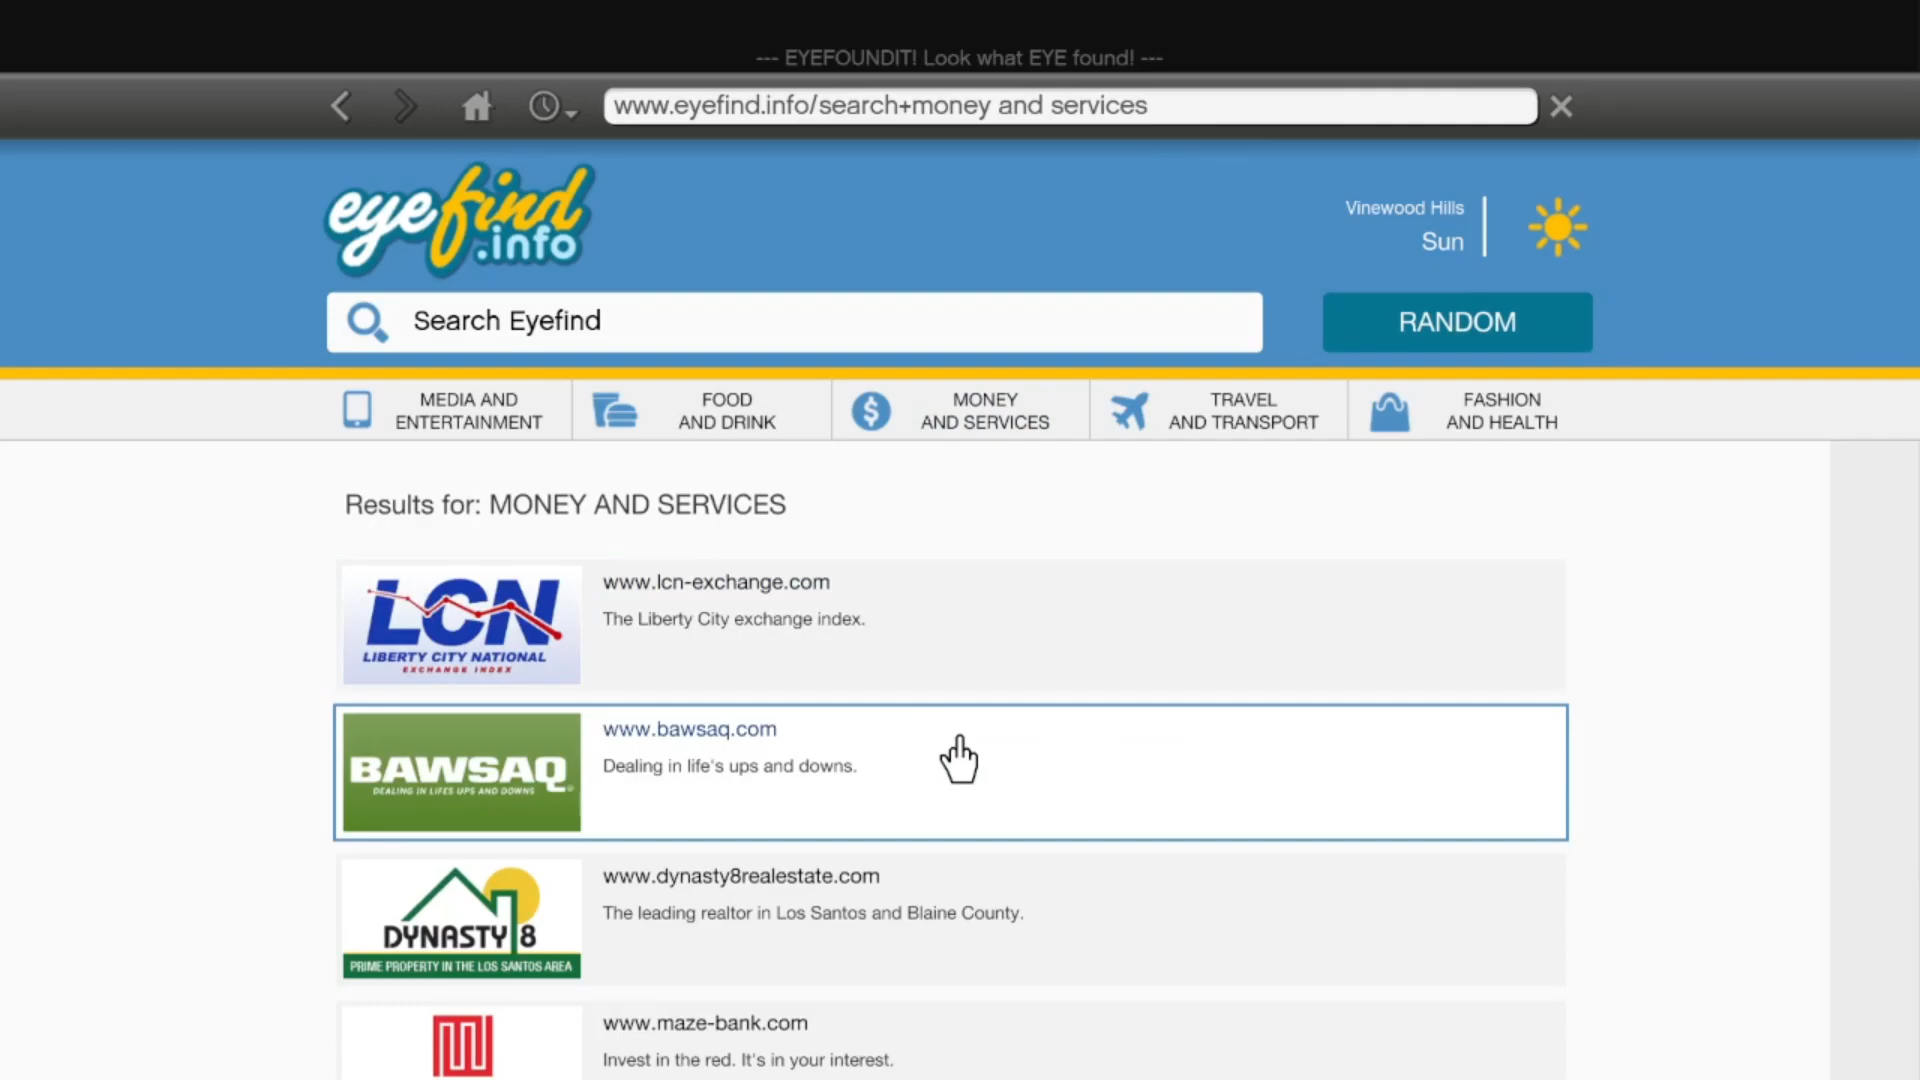 --- EYEFOUNDIT! Look what EYE found! ---
www.eyefind.info/search+money and services
eyefind
.info
Vinewood Hills
Sun
Search Eyefind
RANDOM
MEDIA AND
ENTERTAINMENT
FOOD
AND DRINK
MONEY
AND SERVICES
TRAVEL
AND TRANSPORT
FASHION
AND HEALTH
Results for: MONEY AND SERVICES
LCN
LIBERTY CITY NATIONAL
EXCHANGE INDEX
www.lcn-exchange.com
The Liberty City exchange index.
BAWSAQ
DEALING IN LIFES UPS AND DOWNS
www.bawsaq.com
Dealing in life's ups and downs.
DYNASTY 8
PRIME PROPERTY IN THE LOS SANTOS AREA
www.dynasty8realestate.com
The leading realtor in Los Santos and Blaine County.
www.maze-bank.com
Invest in the red. It's in your interest.